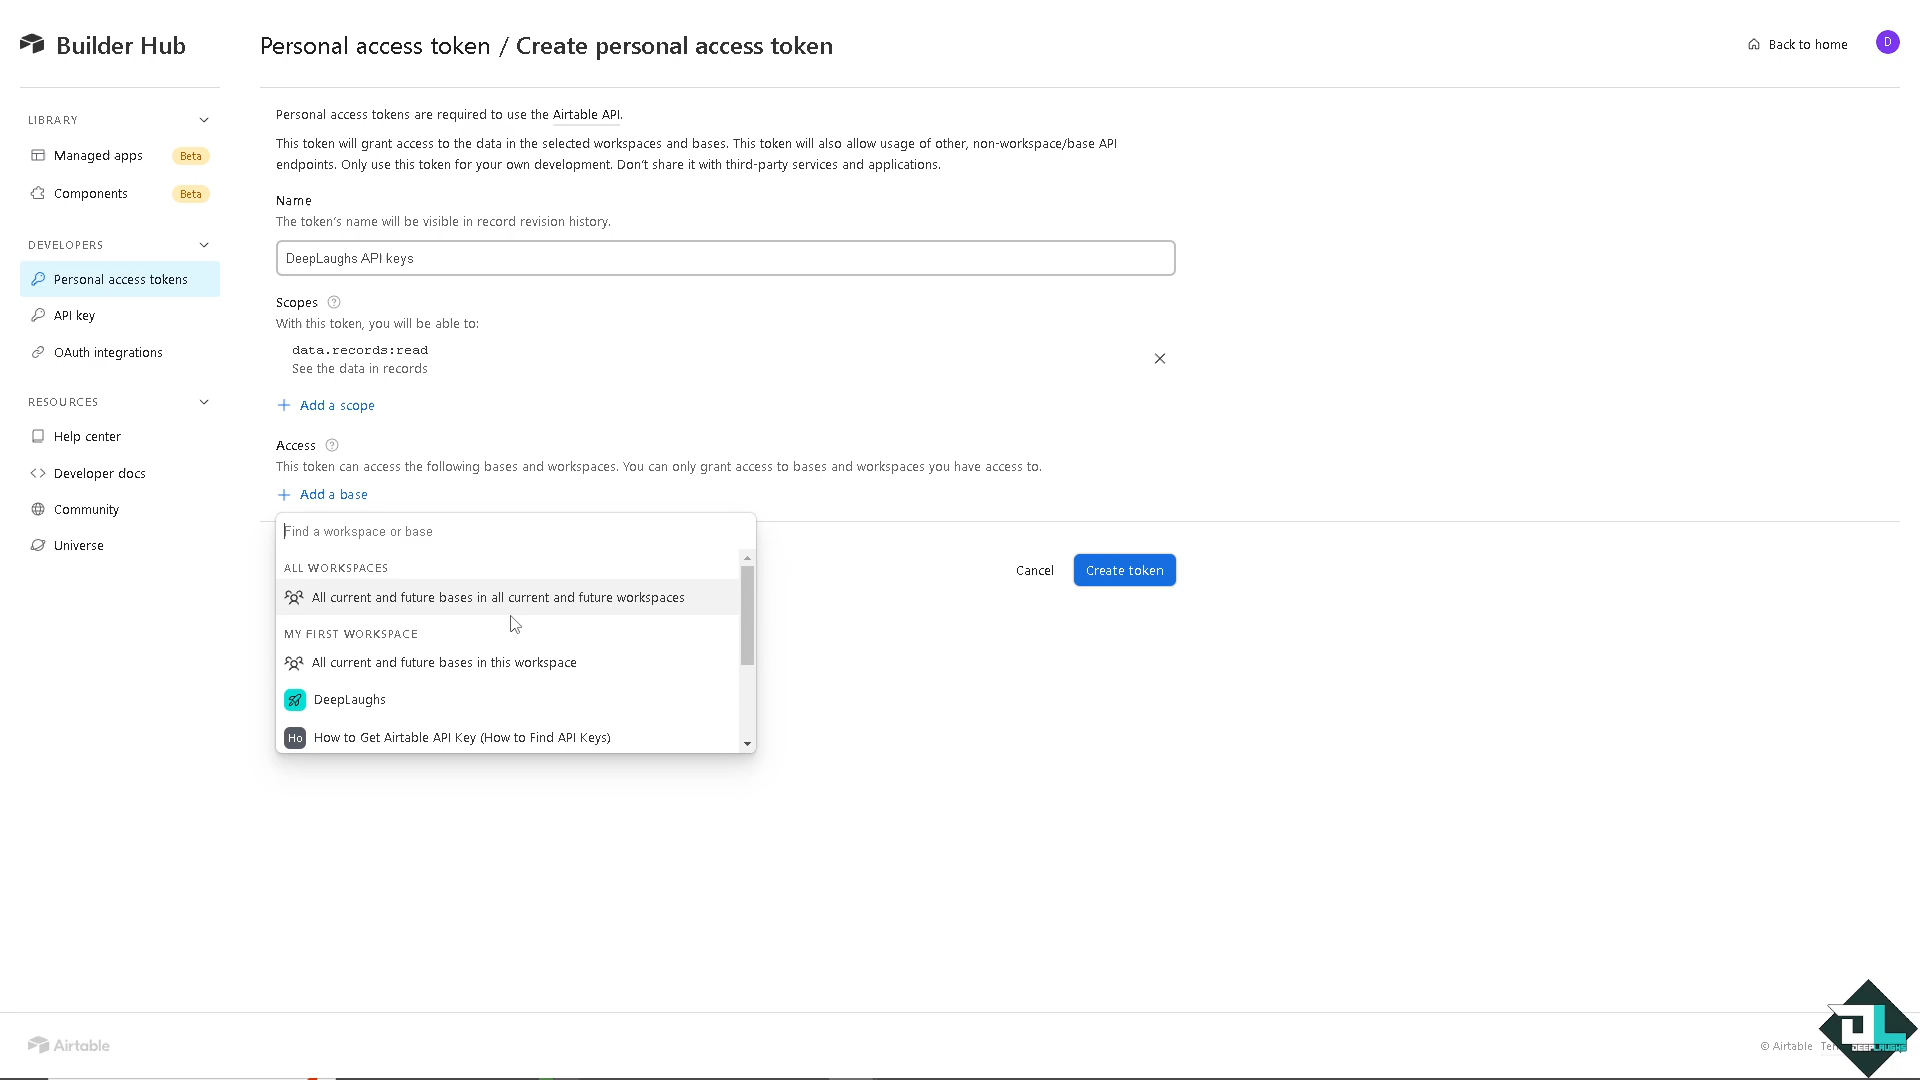 Builder Hub
Personal access token / Create personal access token
Back to home
D
LIBRARY
Managed apps Beta
Components Beta
DEVELOPERS
Personal access tokens
API key
OAuth integrations
RESOURCES
Help center
Developer docs
Community
Universe
Personal access tokens are required to use the Airtable API.
This token will grant access to the data in the selected workspaces and bases. This token will also allow usage of other, non-workspace/base API
endpoints. Only use this token for your own development. Don't share it with third-party services and applications.
Name
The token's name will be visible in record revision history.
DeepLaughs API keys
Scopes
With this token, you will be able to:
data.records:read
See the data in records
Add a scope
Access
This token can access the following bases and workspaces. You can only grant access to bases and workspaces you have access to.
Add a base
Find a workspace or base
ALL WORKSPACES
All current and future bases in all current and future workspaces
MY FIRST WORKSPACE
All current and future bases in this workspace
DeepLaughs
Ho How to Get Airtable API Key (How to Find API Keys)
Cancel
Create token
Airtable
© Airtable
DL
DEEPLAUGHS